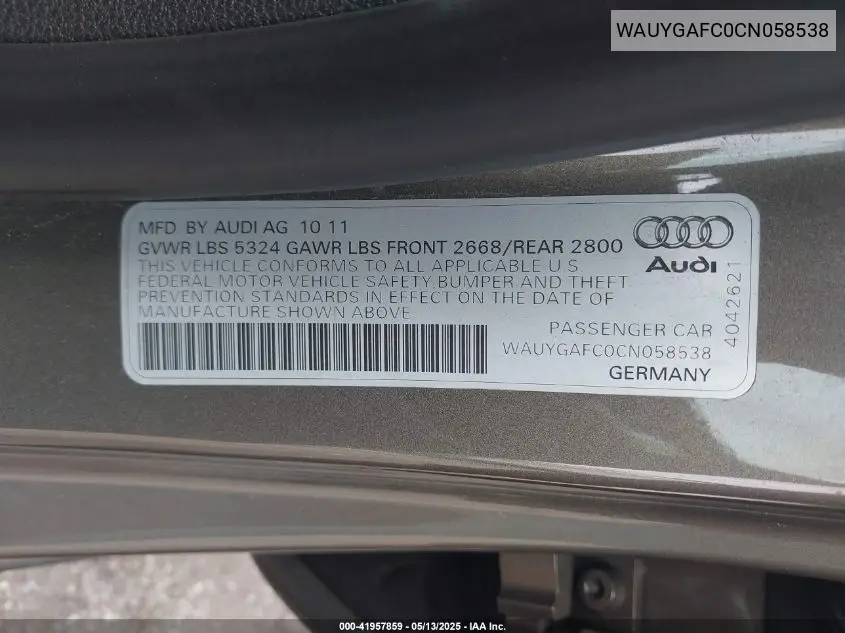 WAUYGAFC0CN058538
MFD BY AUDI AG 10 11
GVWR LBS 5324 GAWR LBS FRONT 2668/REAR 2800
THIS VEHICLE CONFORMS TO ALL APPLICABLE U S
FEDERAL MOTOR VEHICLE SAFETY,BUMPER AND THEFT
PREVENTION STANDARDS IN EFFECT ON THE DATE OF
MANUFACTURE SHOWN ABOVE
Audi
4042621
PASSENGER CAR
WAUYGAFC0CN058538
GERMANY
000-41957859 - 05/13/2025 - IAA Inc.